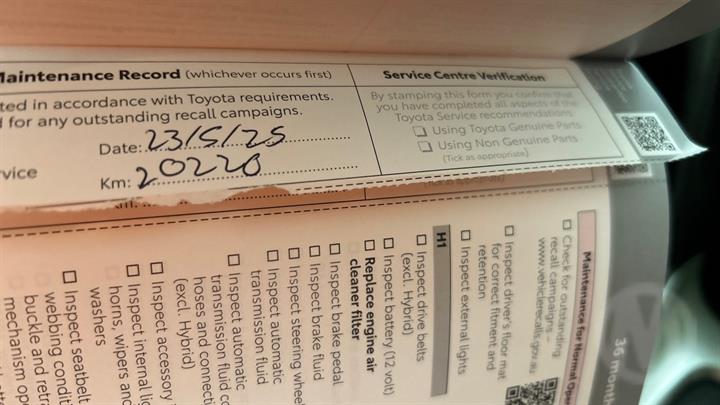 Maintenance Record (whichever occurs first)
ted in accordance with Toyota requirements.
for any outstanding recall campaigns.
Date: 23/5/25
vice
Km: 20220
Service Centre Verification
By stamping this form you confirm that
you have completed all aspects of the
Toyota Service recommendations
☐ Using Toyota Genuine Parts
☐ Using Non Genuine Parts
(Tick as appropriate)
36 month
Maintenance for Normal Oper
☐ Check for outstanding
recall campaigns –
www.vehiclerecalls.gov.au
☐ Inspect driver's floor mat
for correct fitment and
retention
☐ Inspect external lights
H1
☐ Inspect drive belts
(excl. Hybrid)
☐ Inspect battery (12 volt)
☐ Replace engine air
cleaner filter
☐ Inspect brake pedal
☐ Inspect brake fluid
☐ Inspect steering whee
☐ Inspect automatic
transmission fluid
☐ Inspect automatic
transmission fluid co
hoses and connecti
(excl. Hybrid)
☐ Inspect accessory
☐ Inspect internal lig
horns, wipers and
washers
☐ Inspect seatbelt
webbing conditi
buckle and retra
mechanism ope